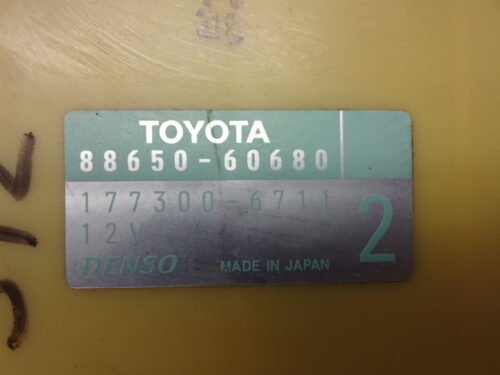 TOYOTA
88650-60680
177300-6711
12V
2
DENSO MADE IN JAPAN